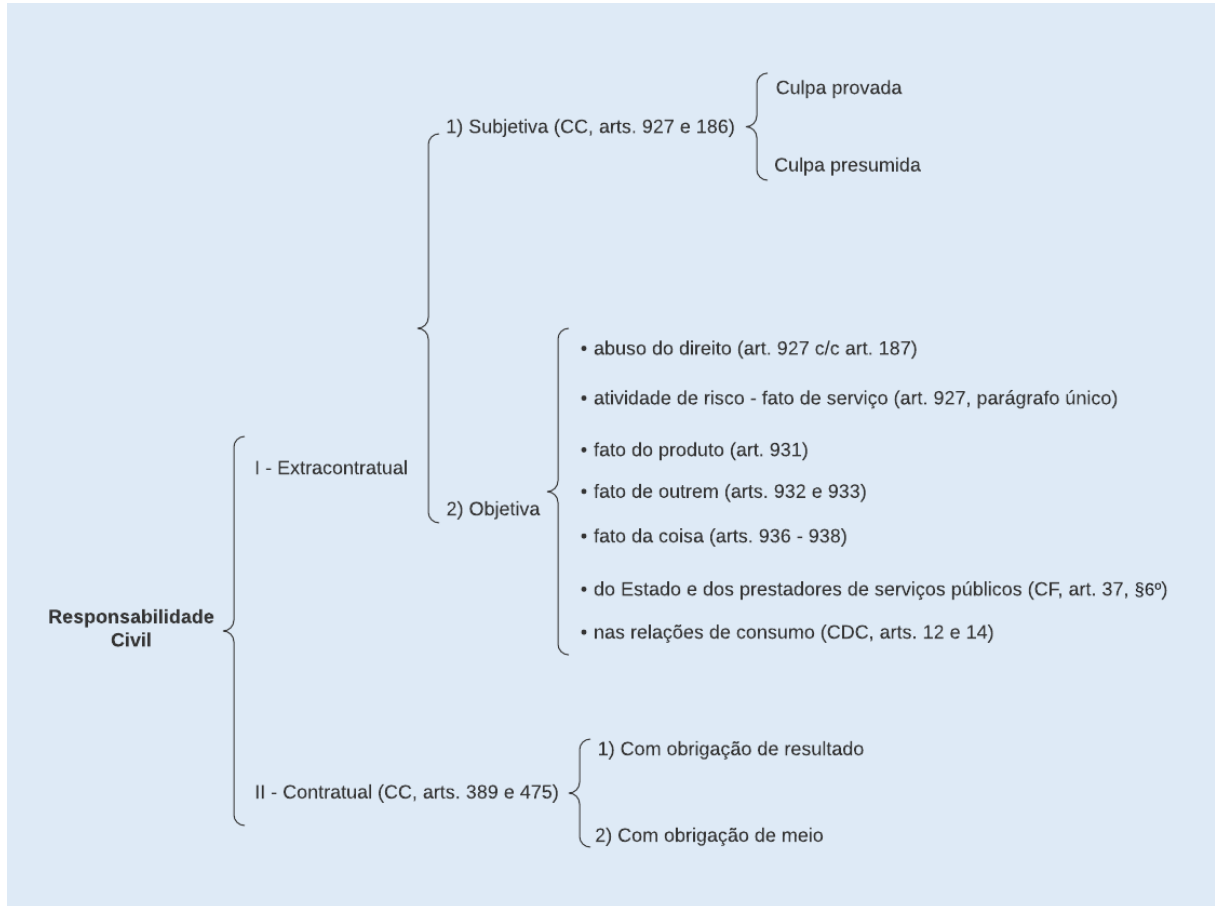 Responsabilidade
Civil
I - Extracontratual
1) Subjetiva (CC, arts. 927 e 186)
Culpa provada
Culpa presumida
2) Objetiva
• abuso do direito (art. 927 c/c art. 187)
• atividade de risco - fato de serviço (art. 927, parágrafo único)
• fato do produto (art. 931)
• fato de outrem (arts. 932 e 933)
• fato da coisa (arts. 936 - 938)
• do Estado e dos prestadores de serviços públicos (CF, art. 37, §6º)
• nas relações de consumo (CDC, arts. 12 e 14)
II - Contratual (CC, arts. 389 e 475)
1) Com obrigação de resultado
2) Com obrigação de meio